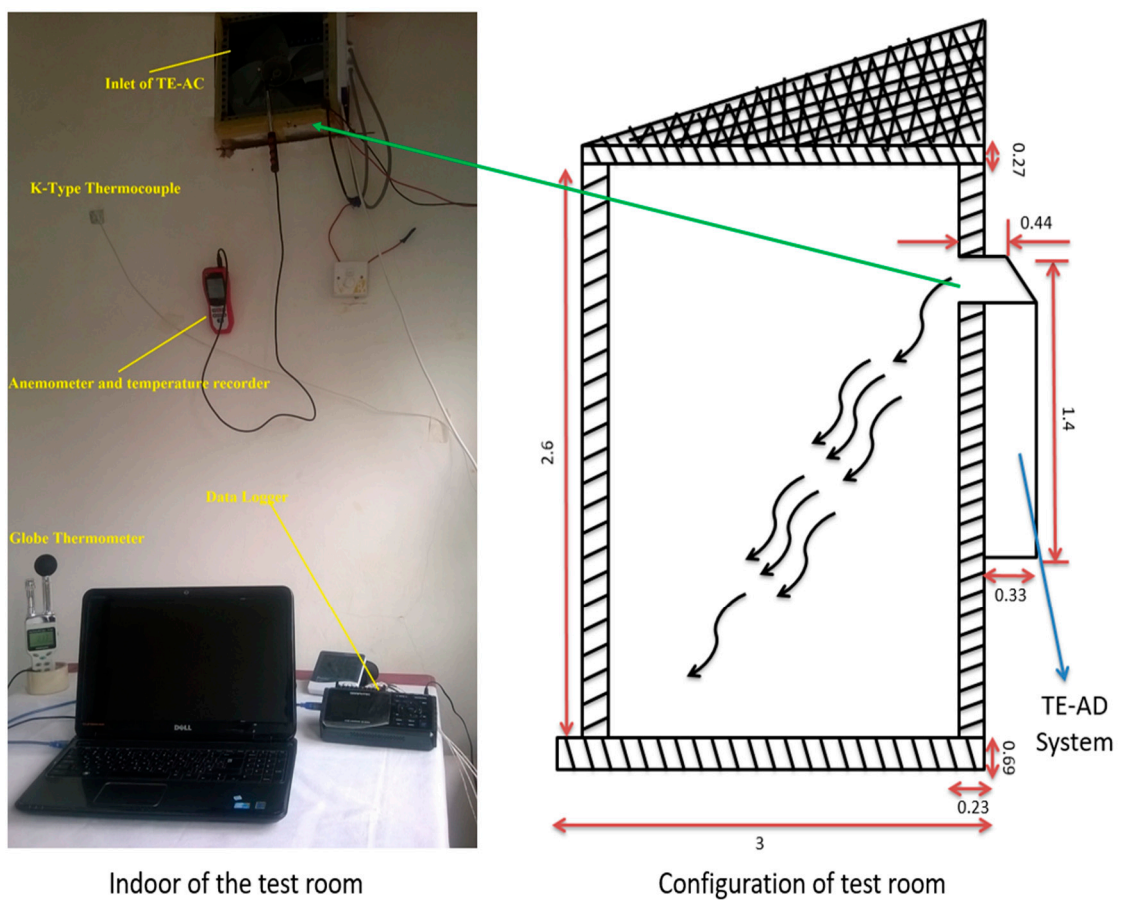 Inlet of TE-AC
K-Type Thermocouple
Anemometer and temperature recorder
Data Logger
Globe Thermometer
DELL
Indoor of the test room
0.27
0.44
2.6
1.4
0.33
TE-AD
System
0.69
0.23
3
Configuration of test room